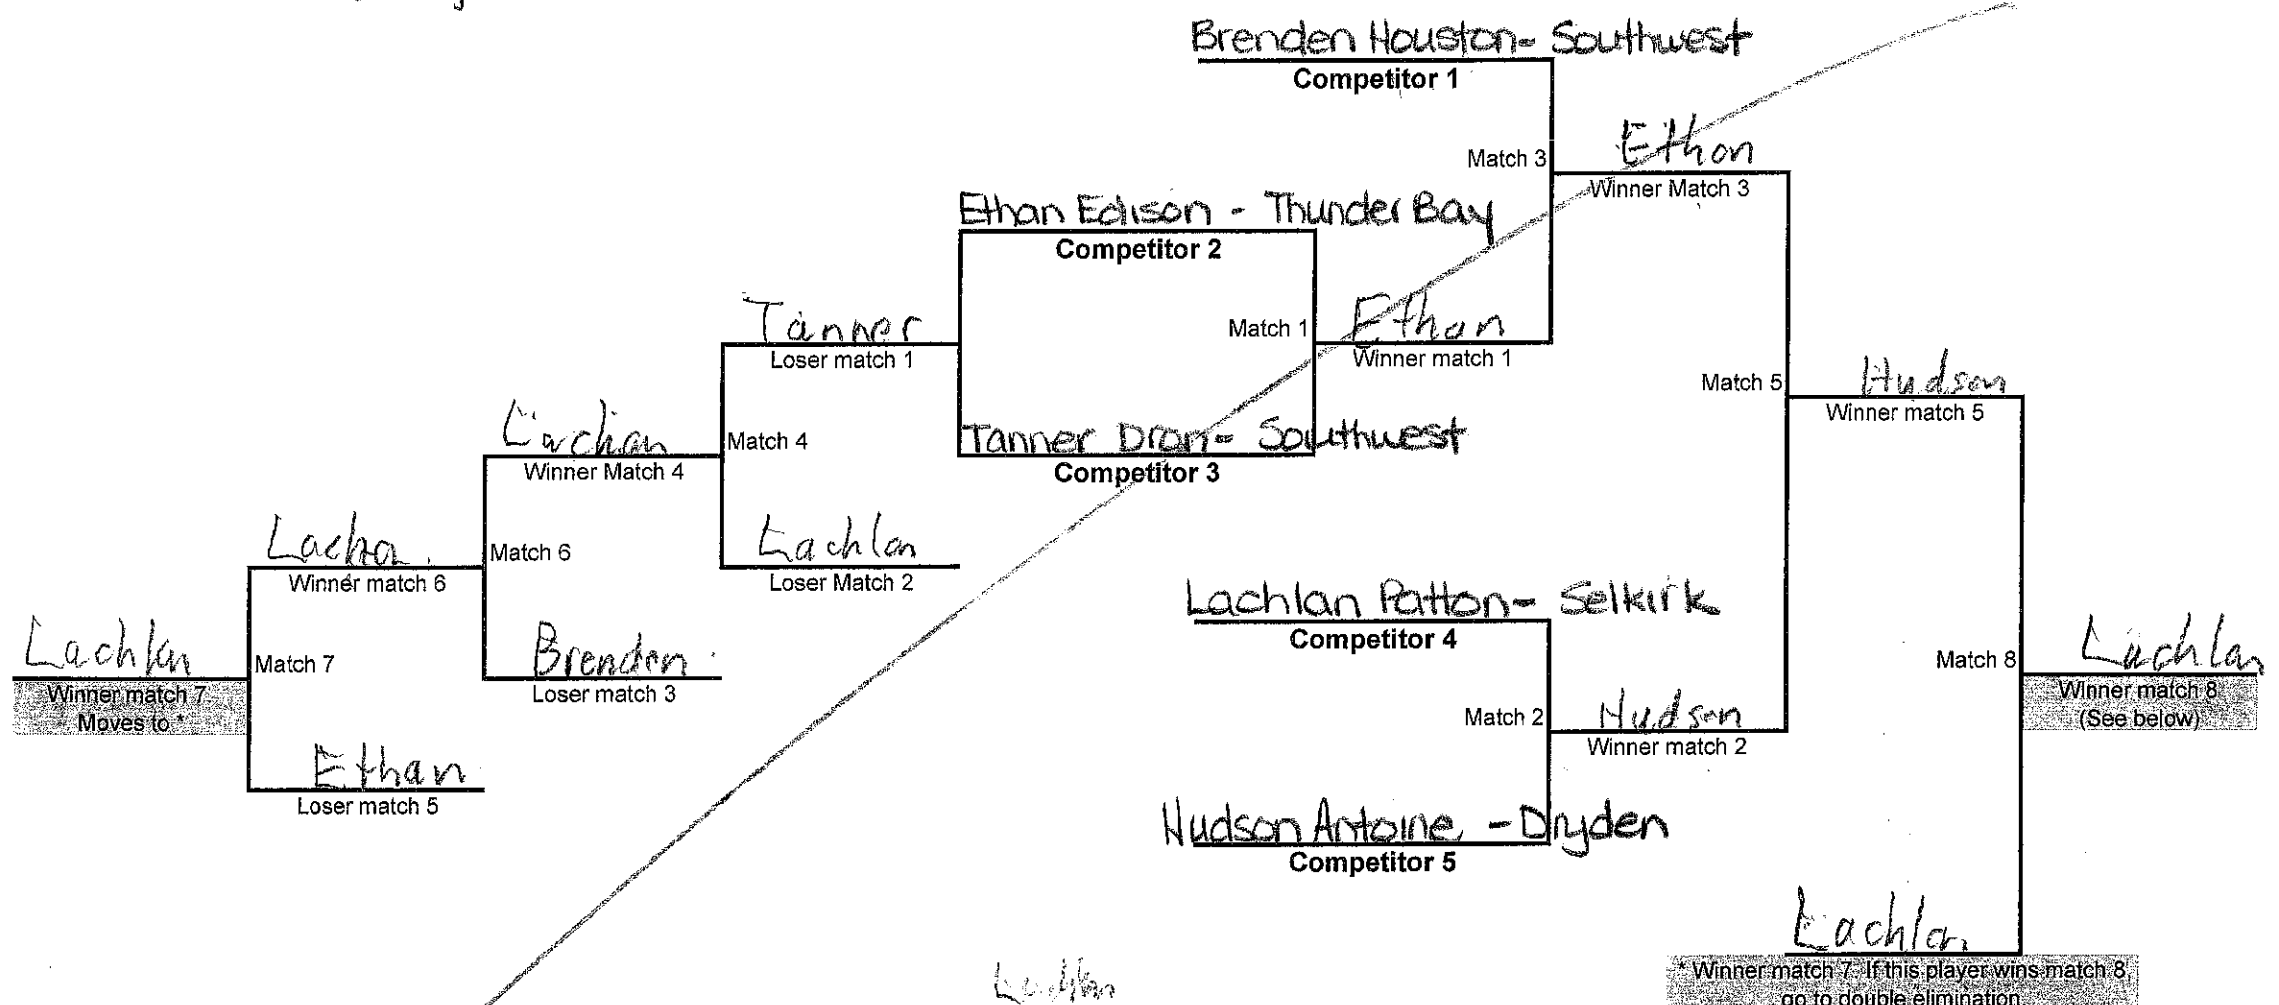 Brenden Houston- Southwest
Competitor 1
Match 3
Ethon
Winner Match 3
Ethan Edison - Thunder Bay
Competitor 2
Tanner
Loser match 1
Match 1
Ethan
Winner match 1
Match 5
Hudson
Winner match 5
Lachan
Winner Match 4
Match 4
Tanner Dran- Southwest
Competitor 3
Lacha
Winner match 6
Match 6
Lachlan
Loser Match 2
Lachlan Patton- Selkirk
Competitor 4
Lachlan
Winner match 7
Moves to *
Match 7
Brenden
Loser match 3
Match 8
Lachlan
Winner match 8
(See below)
Match 2
Hudson
Winner match 2
Ethan
Loser match 5
Hudson Antoine - Dryden
Competitor 5
Lachlan
* Winner match 7. If this player wins match 8,
go to double elimination
Lachlan